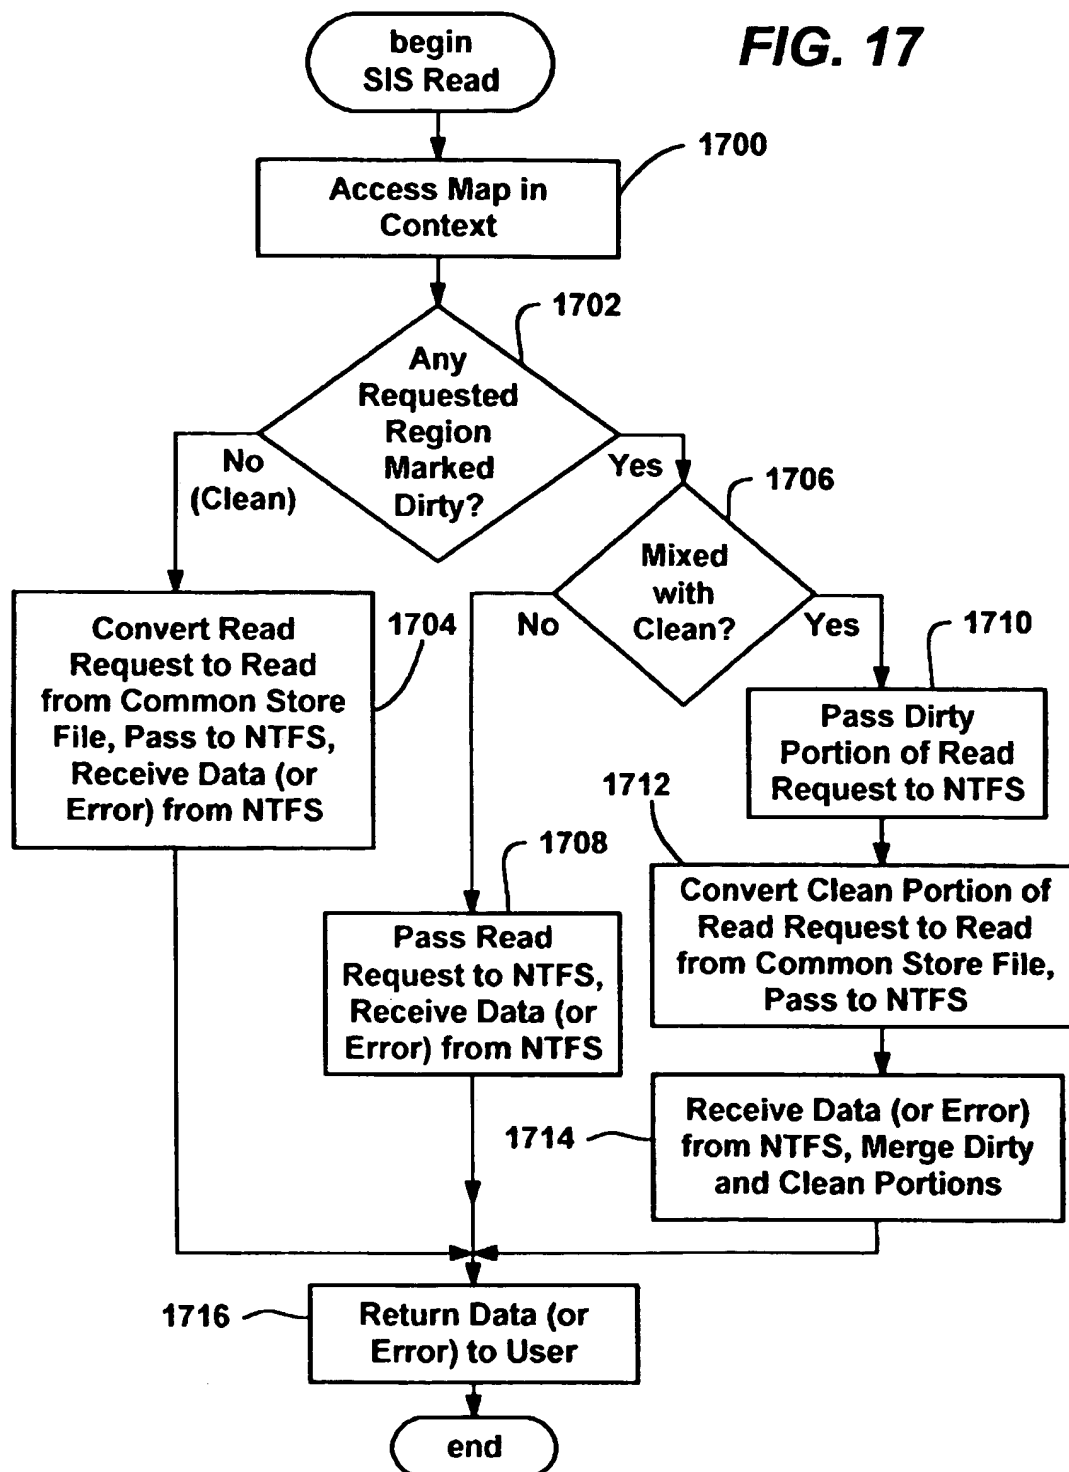 FIG. 17
begin
SIS Read
1700
Access Map in
Context
1702
Any
Requested
Region
Marked
Dirty?
No
(Clean)
Yes
1706
Mixed
with
Clean?
No
Yes
1704
Convert Read
Request to Read
from Common Store
File, Pass to NTFS,
Receive Data (or
Error) from NTFS
1710
Pass Dirty
Portion of Read
Request to NTFS
1708
Pass Read
Request to NTFS,
Receive Data (or
Error) from NTFS
1712
Convert Clean Portion of
Read Request to Read
from Common Store File,
Pass to NTFS
1714
Receive Data (or Error)
from NTFS, Merge Dirty
and Clean Portions
1716
Return Data (or
Error) to User
end